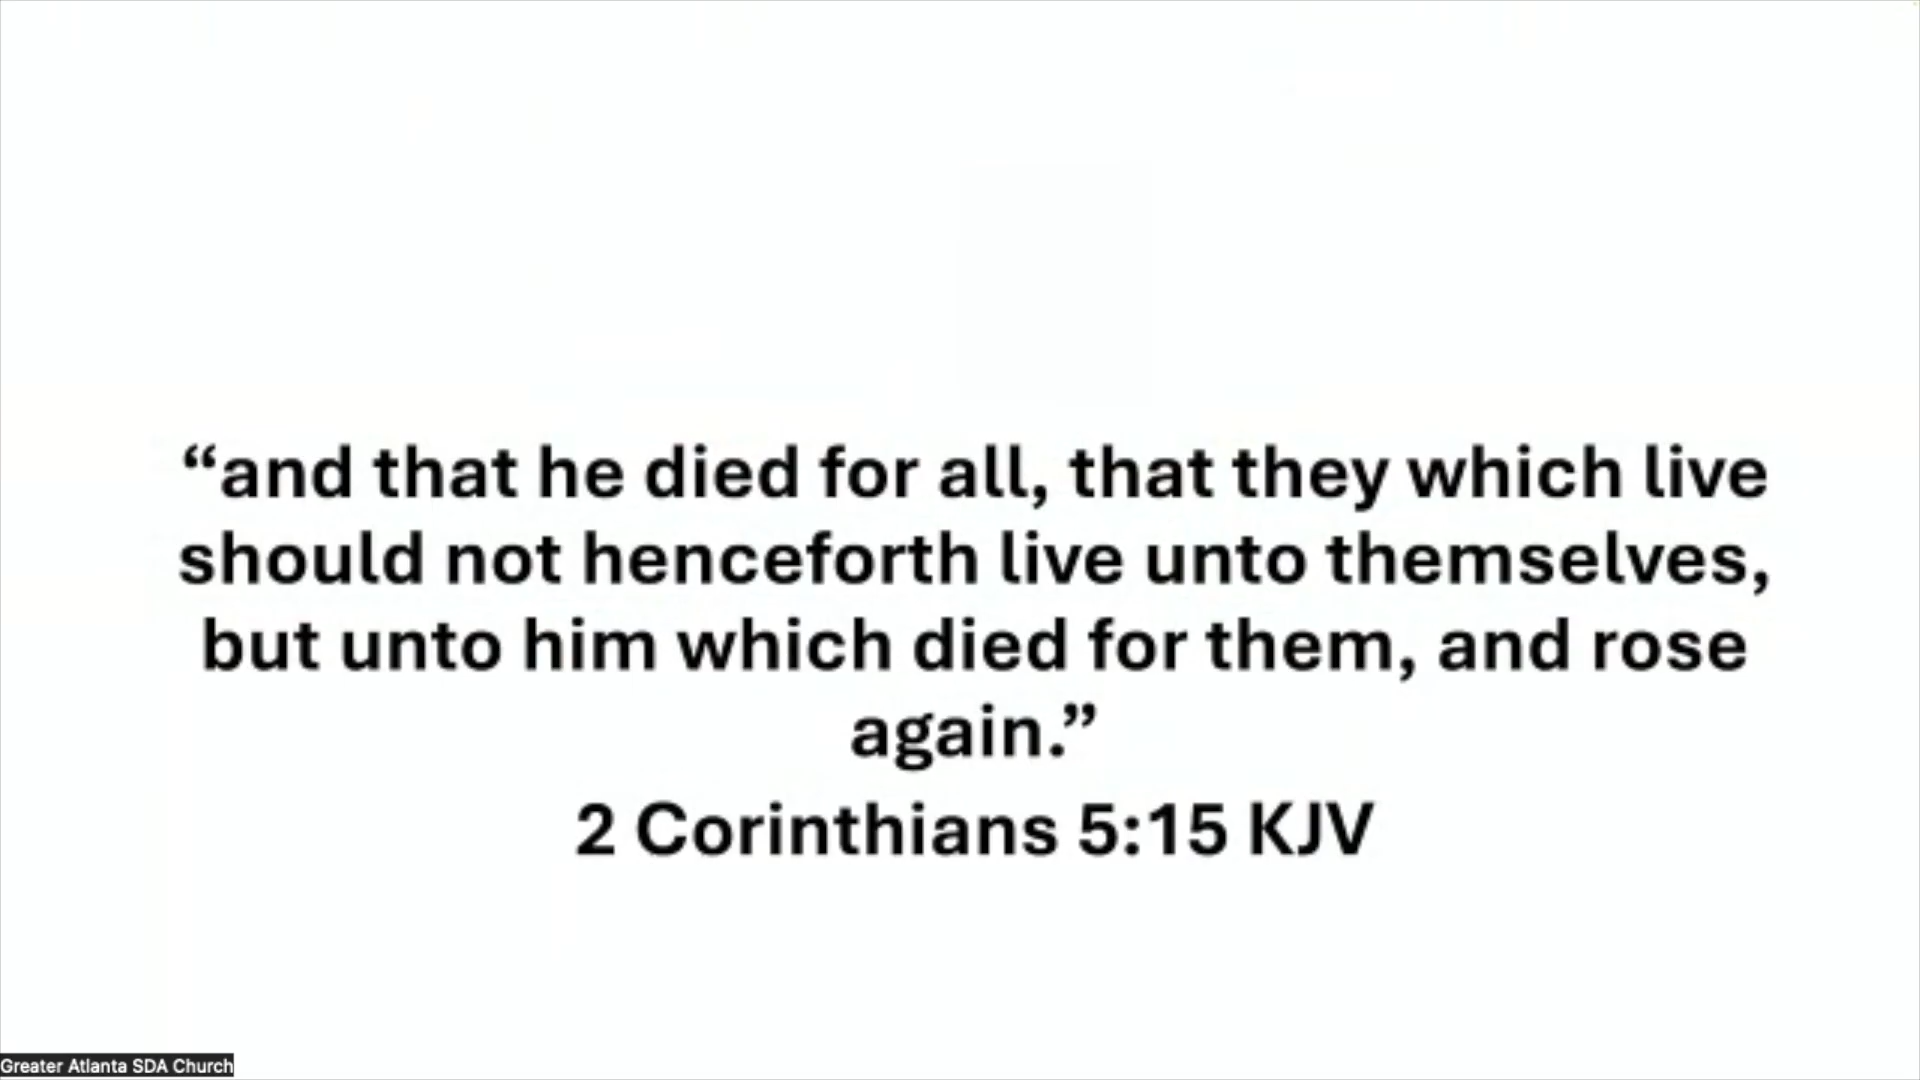 “and that he died for all, that they which live
should not henceforth live unto themselves,
but unto him which died for them, and rose
again.”
2 Corinthians 5:15 KJV
Greater Atlanta SDA Church